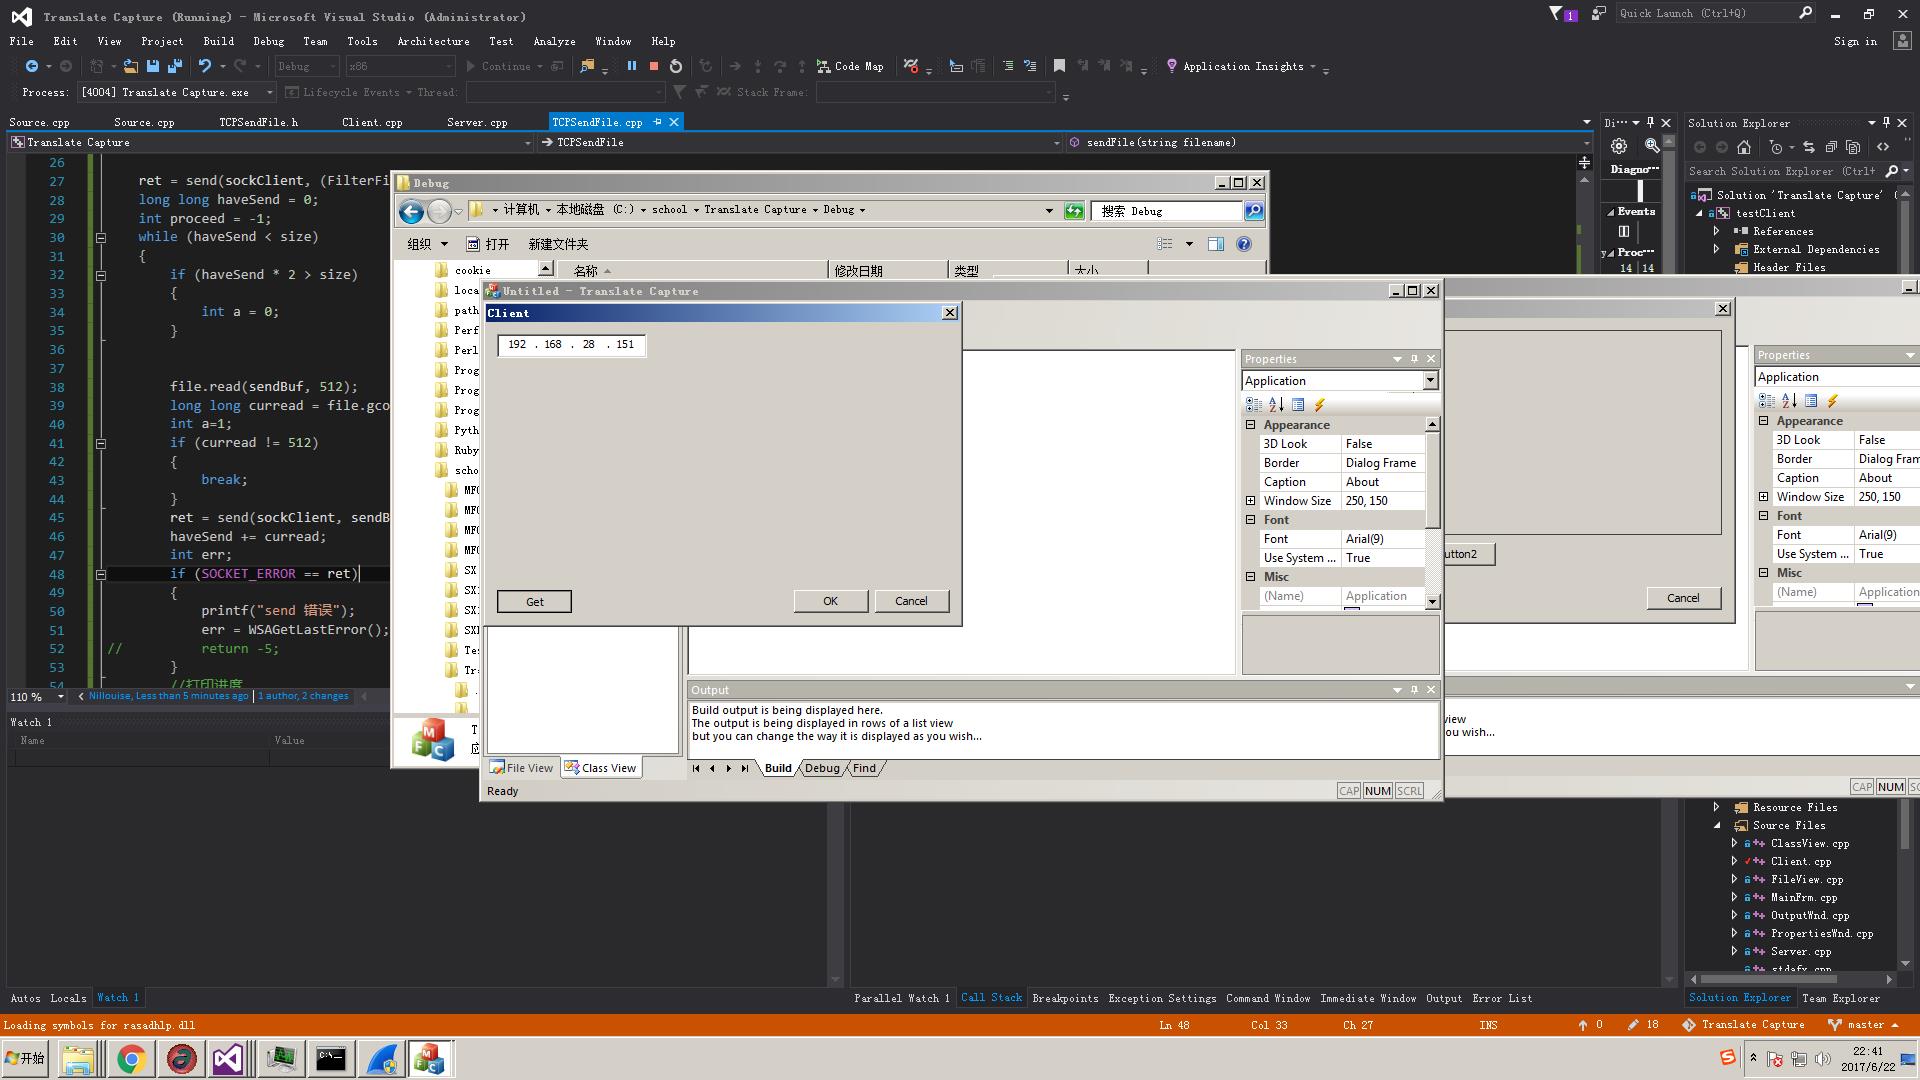 Translate Capture (Running) - Microsoft Visual Studio (Administrator)
1
Quick Launch (Ctrl+Q)
File Edit View Project Build Debug Team Tools Architecture Test Analyze Window Help
Sign in
Debug x86 Continue Code Map Application Insights
Process: [4004] Translate Capture.exe Lifecycle Events Thread: Stack Frame:
Source.cpp Source.cpp TCPSendFile.h Client.cpp Server.cpp TCPSendFile.cpp
Translate Capture TCPSendFile sendFile(string filename)
26
27 ret = send(sockClient, (FilterFi
28 long long haveSend = 0;
29 int proceed = -1;
30 while (haveSend < size)
31 {
32 if (haveSend * 2 > size)
33 {
34 int a = 0;
35 }
36
37
38 file.read(sendBuf, 512);
39 long long curread = file.gco
40 int a=1;
41 if (curread != 512)
42 {
43 break;
44 }
45 ret = send(sockClient, sendB
46 haveSend += curread;
47 int err;
48 if (SOCKET_ERROR == ret)
49 {
50 printf("send 错误");
51 err = WSAGetLastError();
52 // return -5;
53 }
54 //打印进度
110 % Nillouise, Less than 5 minutes ago 1 author, 2 changes
Watch 1
Name Value
Autos Locals Watch 1
Debug
计算机 本地磁盘 (C:) school Translate Capture Debug
搜索 Debug
组织 打开 新建文件夹
名称 修改日期 类型 大小
cookie
loca
path
Perf
Perl
Prog
Prog
Prog
Pyth
Ruby
scho
MFC
MFC
MFC
MFC
SX
SX
SX
SX
Te
Tr
Untitled - Translate Capture
Client
192 . 168 . 28 . 151
Get OK Cancel
Properties
Application
Appearance
3D Look False
Border Dialog Frame
Caption About
Window Size 250, 150
Font
Font Arial(9)
Use System ... True
Misc
(Name) Application
Output
Build output is being displayed here.
The output is being displayed in rows of a list view
but you can change the way it is displayed as you wish...
File View Class View
Build Debug Find
Ready
CAP NUM SCRL
utton2
Cancel
Properties
Application
Appearance
3D Look False
Border Dialog Fram
Caption About
Window Size 250, 150
Font
Font Arial(9)
Use System ... True
Misc
(Name) Application
iew
ou wish...
CAP NUM SC
Di...
Diagno...
Events
Proc...
14 14
Solution Explorer
Search Solution Explorer (Ctrl+
Solution 'Translate Capture' (
testClient
References
External Dependencies
Header Files
Resource Files
Source Files
ClassView.cpp
Client.cpp
FileView.cpp
MainFrm.cpp
OutputWnd.cpp
PropertiesWnd.cpp
Server.cpp
stdafx.cpp
Solution Explorer Team Explorer
Parallel Watch 1 Call Stack Breakpoints Exception Settings Command Window Immediate Window Output Error List
Loading symbols for rasadhlp.dll
Ln 48 Col 33 Ch 27 INS 0 18 Translate Capture master
开始
22:41
2017/6/22